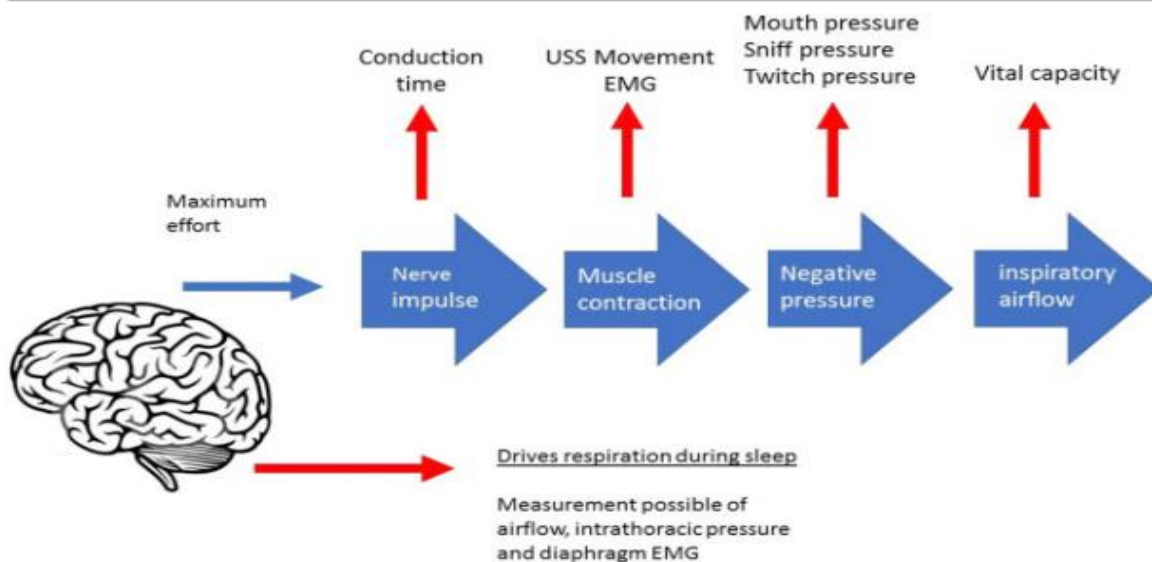 Conduction
time
USS Movement
EMG
Mouth pressure
Sniff pressure
Twitch pressure
Vital capacity
Maximum
effort
Nerve
impulse
Muscle
contraction
Negative
pressure
inspiratory
airflow
Drives respiration during sleep
Measurement possible of
airflow, intrathoracic pressure
and diaphragm EMG